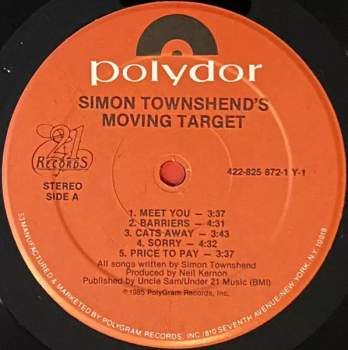 polydor
SIMON TOWNSHEND'S
MOVING TARGET
21
RECORDS
422-825 872-1 Y-1
STEREO
SIDE A
1. MEET YOU — 3:37
2. BARRIERS — 4:32
3. CATS AWAY — 3:43
4. SORRY — 4:32
5. PRICE TO PAY — 3:37
All songs written by Simon Townshend
Produced by Neil Kernon
Published by Uncle Sam/Under 21 Music (BMI)
℗1985 PolyGram Records, Inc.
MANUFACTURED & MARKETED BY POLYGRAM RECORDS, INC 810 SEVENTH AVENUE/NEW YORK, N.Y. 10019